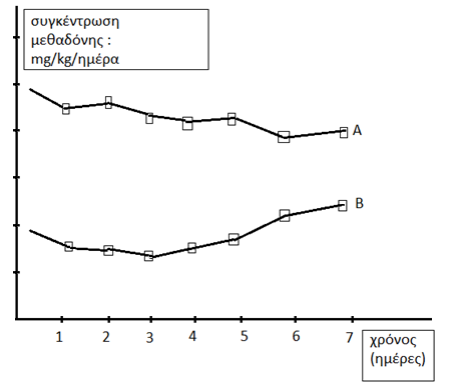 συγκέντρωση
μεθαδόνης :
mg/kg/ημέρα
A
B
1 2 3 4 5 6 7
χρόνος
(ημέρες)